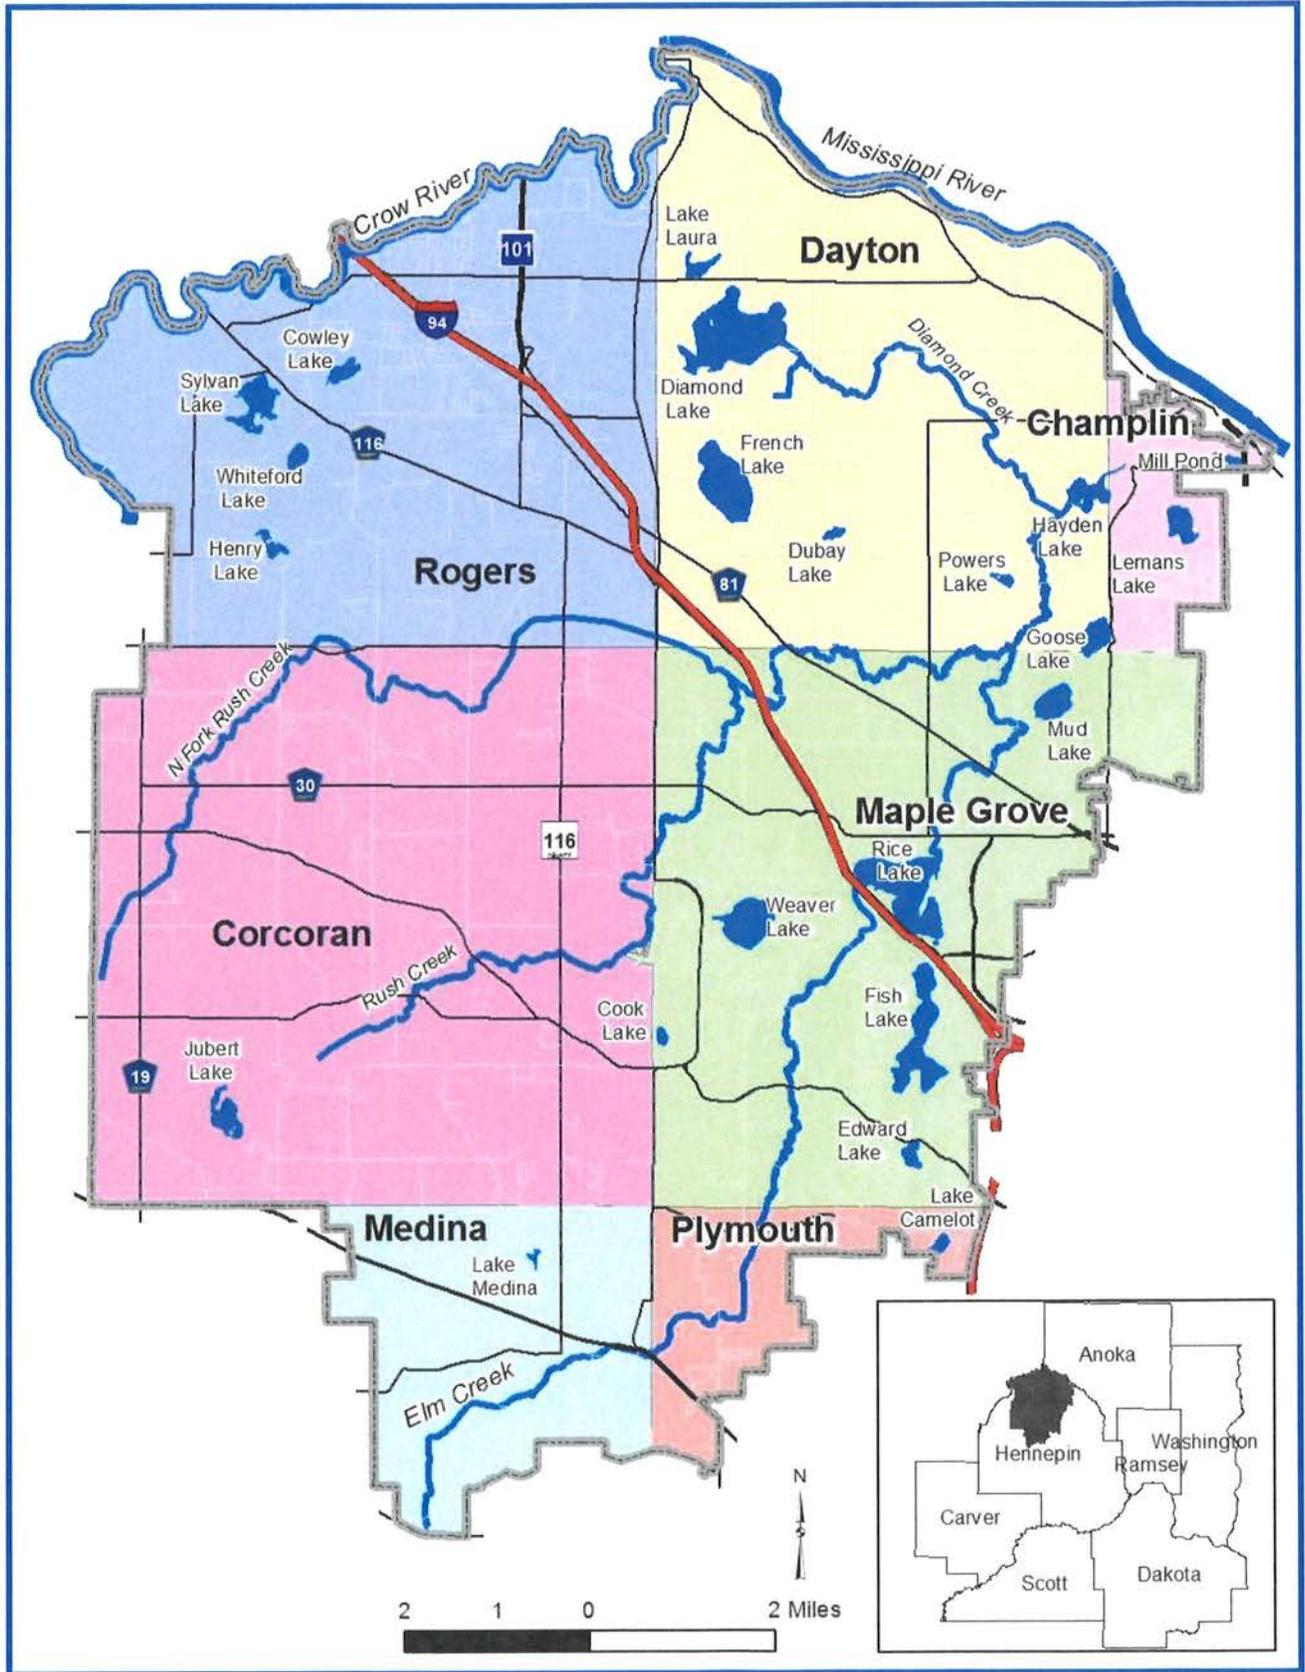 Mississippi River
Crow River
Lake
Laura
Dayton
101
94
Cowley
Lake
Diamond Creek
Sylvan
Lake
Diamond
Lake
Champlin
116
French
Lake
Mill Pond
Whiteford
Lake
Hayden
Lake
Henry
Lake
Dubay
Lake
Powers
Lake
Lemans
Lake
Rogers
81
Goose
Lake
N Fork Rush Creek
Mud
Lake
30
Maple Grove
116
Rice
Lake
Weaver
Lake
Corcoran
Rush Creek
Fish
Lake
Cook
Lake
Jubert
Lake
19
Edward
Lake
Lake
Camelot
Medina
Plymouth
Lake
Medina
Elm Creek
Anoka
Hennepin
Washington
Ramsey
Carver
Scott
Dakota
N
2 1 0 2 Miles